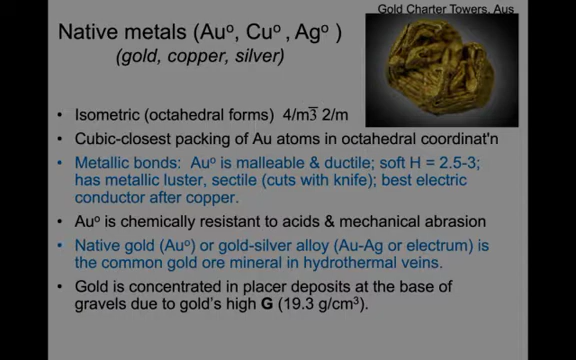 Gold Charter Towers, Aus
Native metals (Auº, Cuº , Agº )
(gold, copper, silver)
• Isometric (octahedral forms) 4/m3̅ 2/m
• Cubic-closest packing of Au atoms in octahedral coordinat'n
• Metallic bonds: Auº is malleable & ductile; soft H = 2.5-3;
has metallic luster, sectile (cuts with knife); best electric
conductor after copper.
• Auº is chemically resistant to acids & mechanical abrasion
• Native gold (Auº) or gold-silver alloy (Au-Ag or electrum) is
the common gold ore mineral in hydrothermal veins.
• Gold is concentrated in placer deposits at the base of
gravels due to gold's high G (19.3 g/cm³).